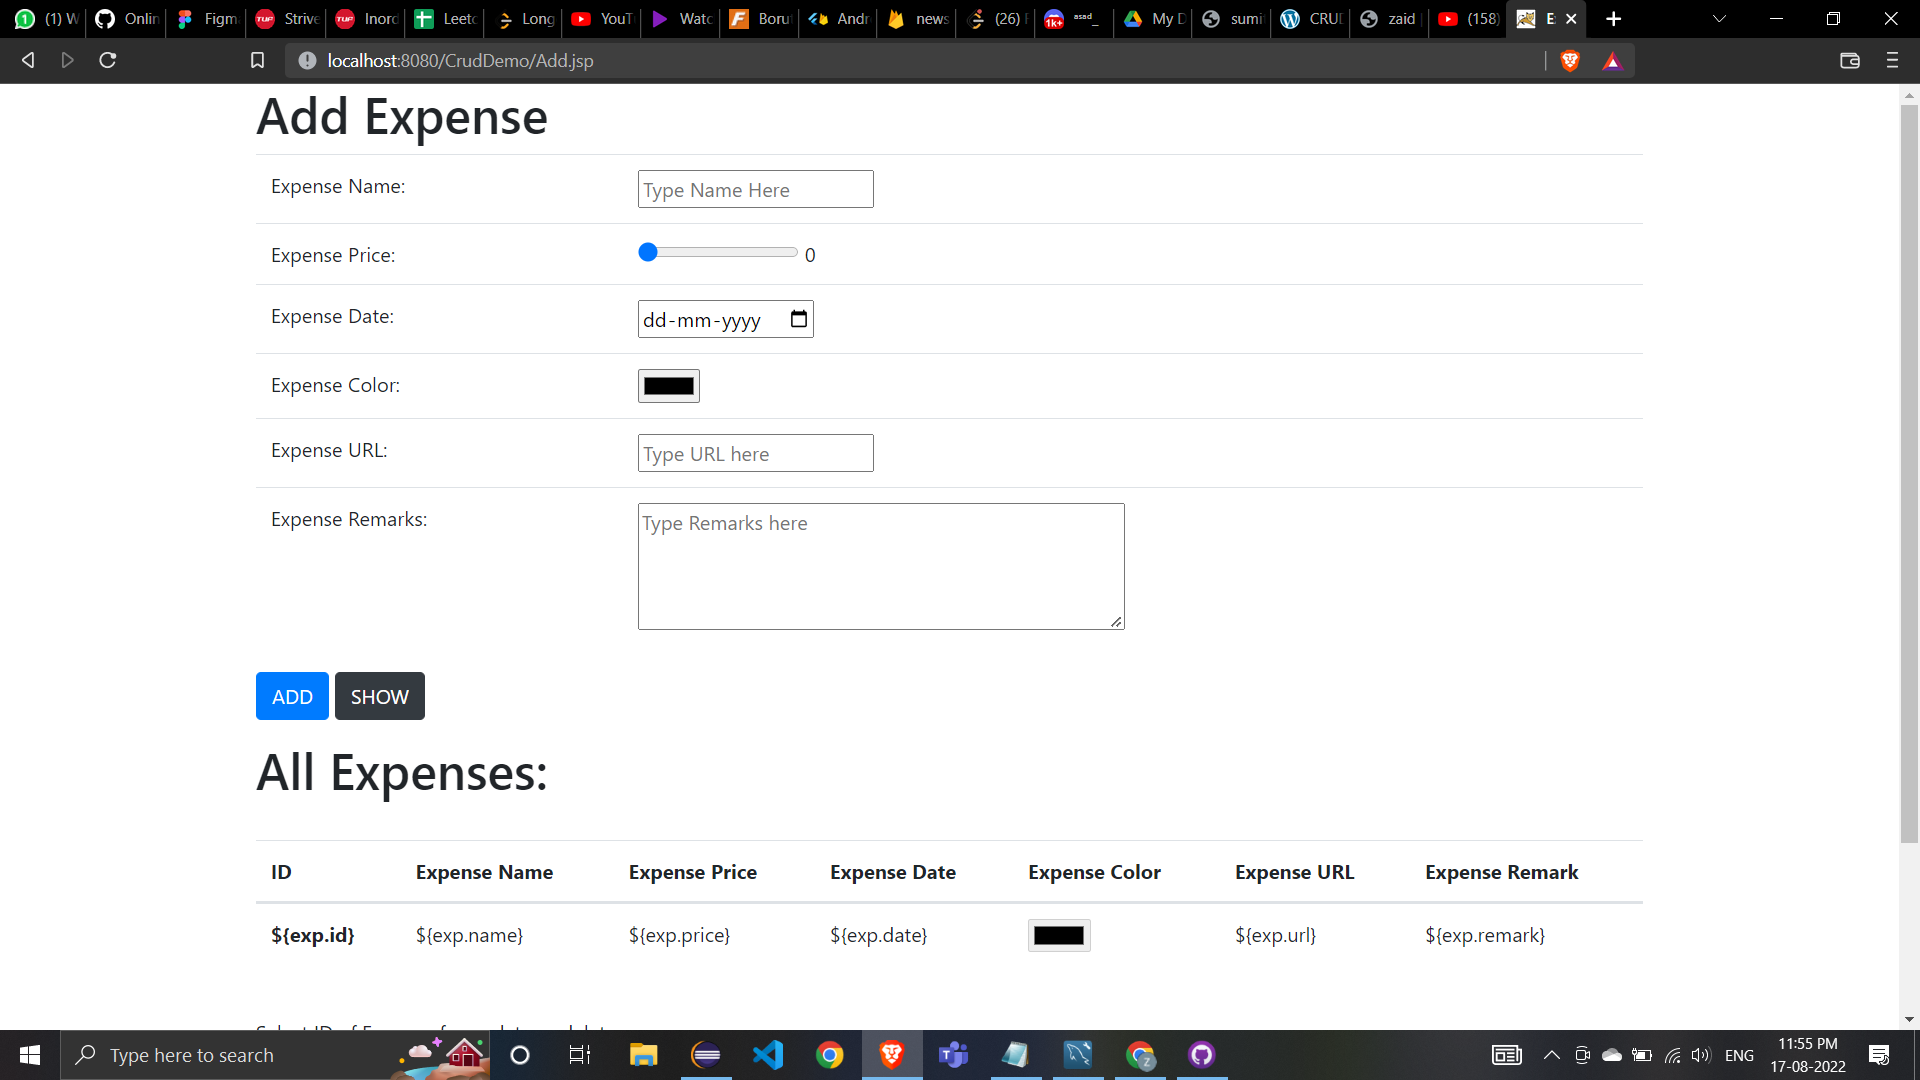 (1) W
Onlin
Figm
Strive
Inord
Leetc
Long
YouT
Watc
Boru
Andr
news
(26) F
asad_
My D
sumi
CRUD
zaid
(158)
localhost:8080/CrudDemo/Add.jsp
Add Expense
Expense Name:
Type Name Here
Expense Price:
0
Expense Date:
dd-mm-yyyy
Expense Color:
Expense URL:
Type URL here
Expense Remarks:
Type Remarks here
ADD SHOW
All Expenses:
ID Expense Name Expense Price Expense Date Expense Color Expense URL Expense Remark
${exp.id} ${exp.name} ${exp.price} ${exp.date} ${exp.url} ${exp.remark}
Type here to search
ENG
11:55 PM
17-08-2022